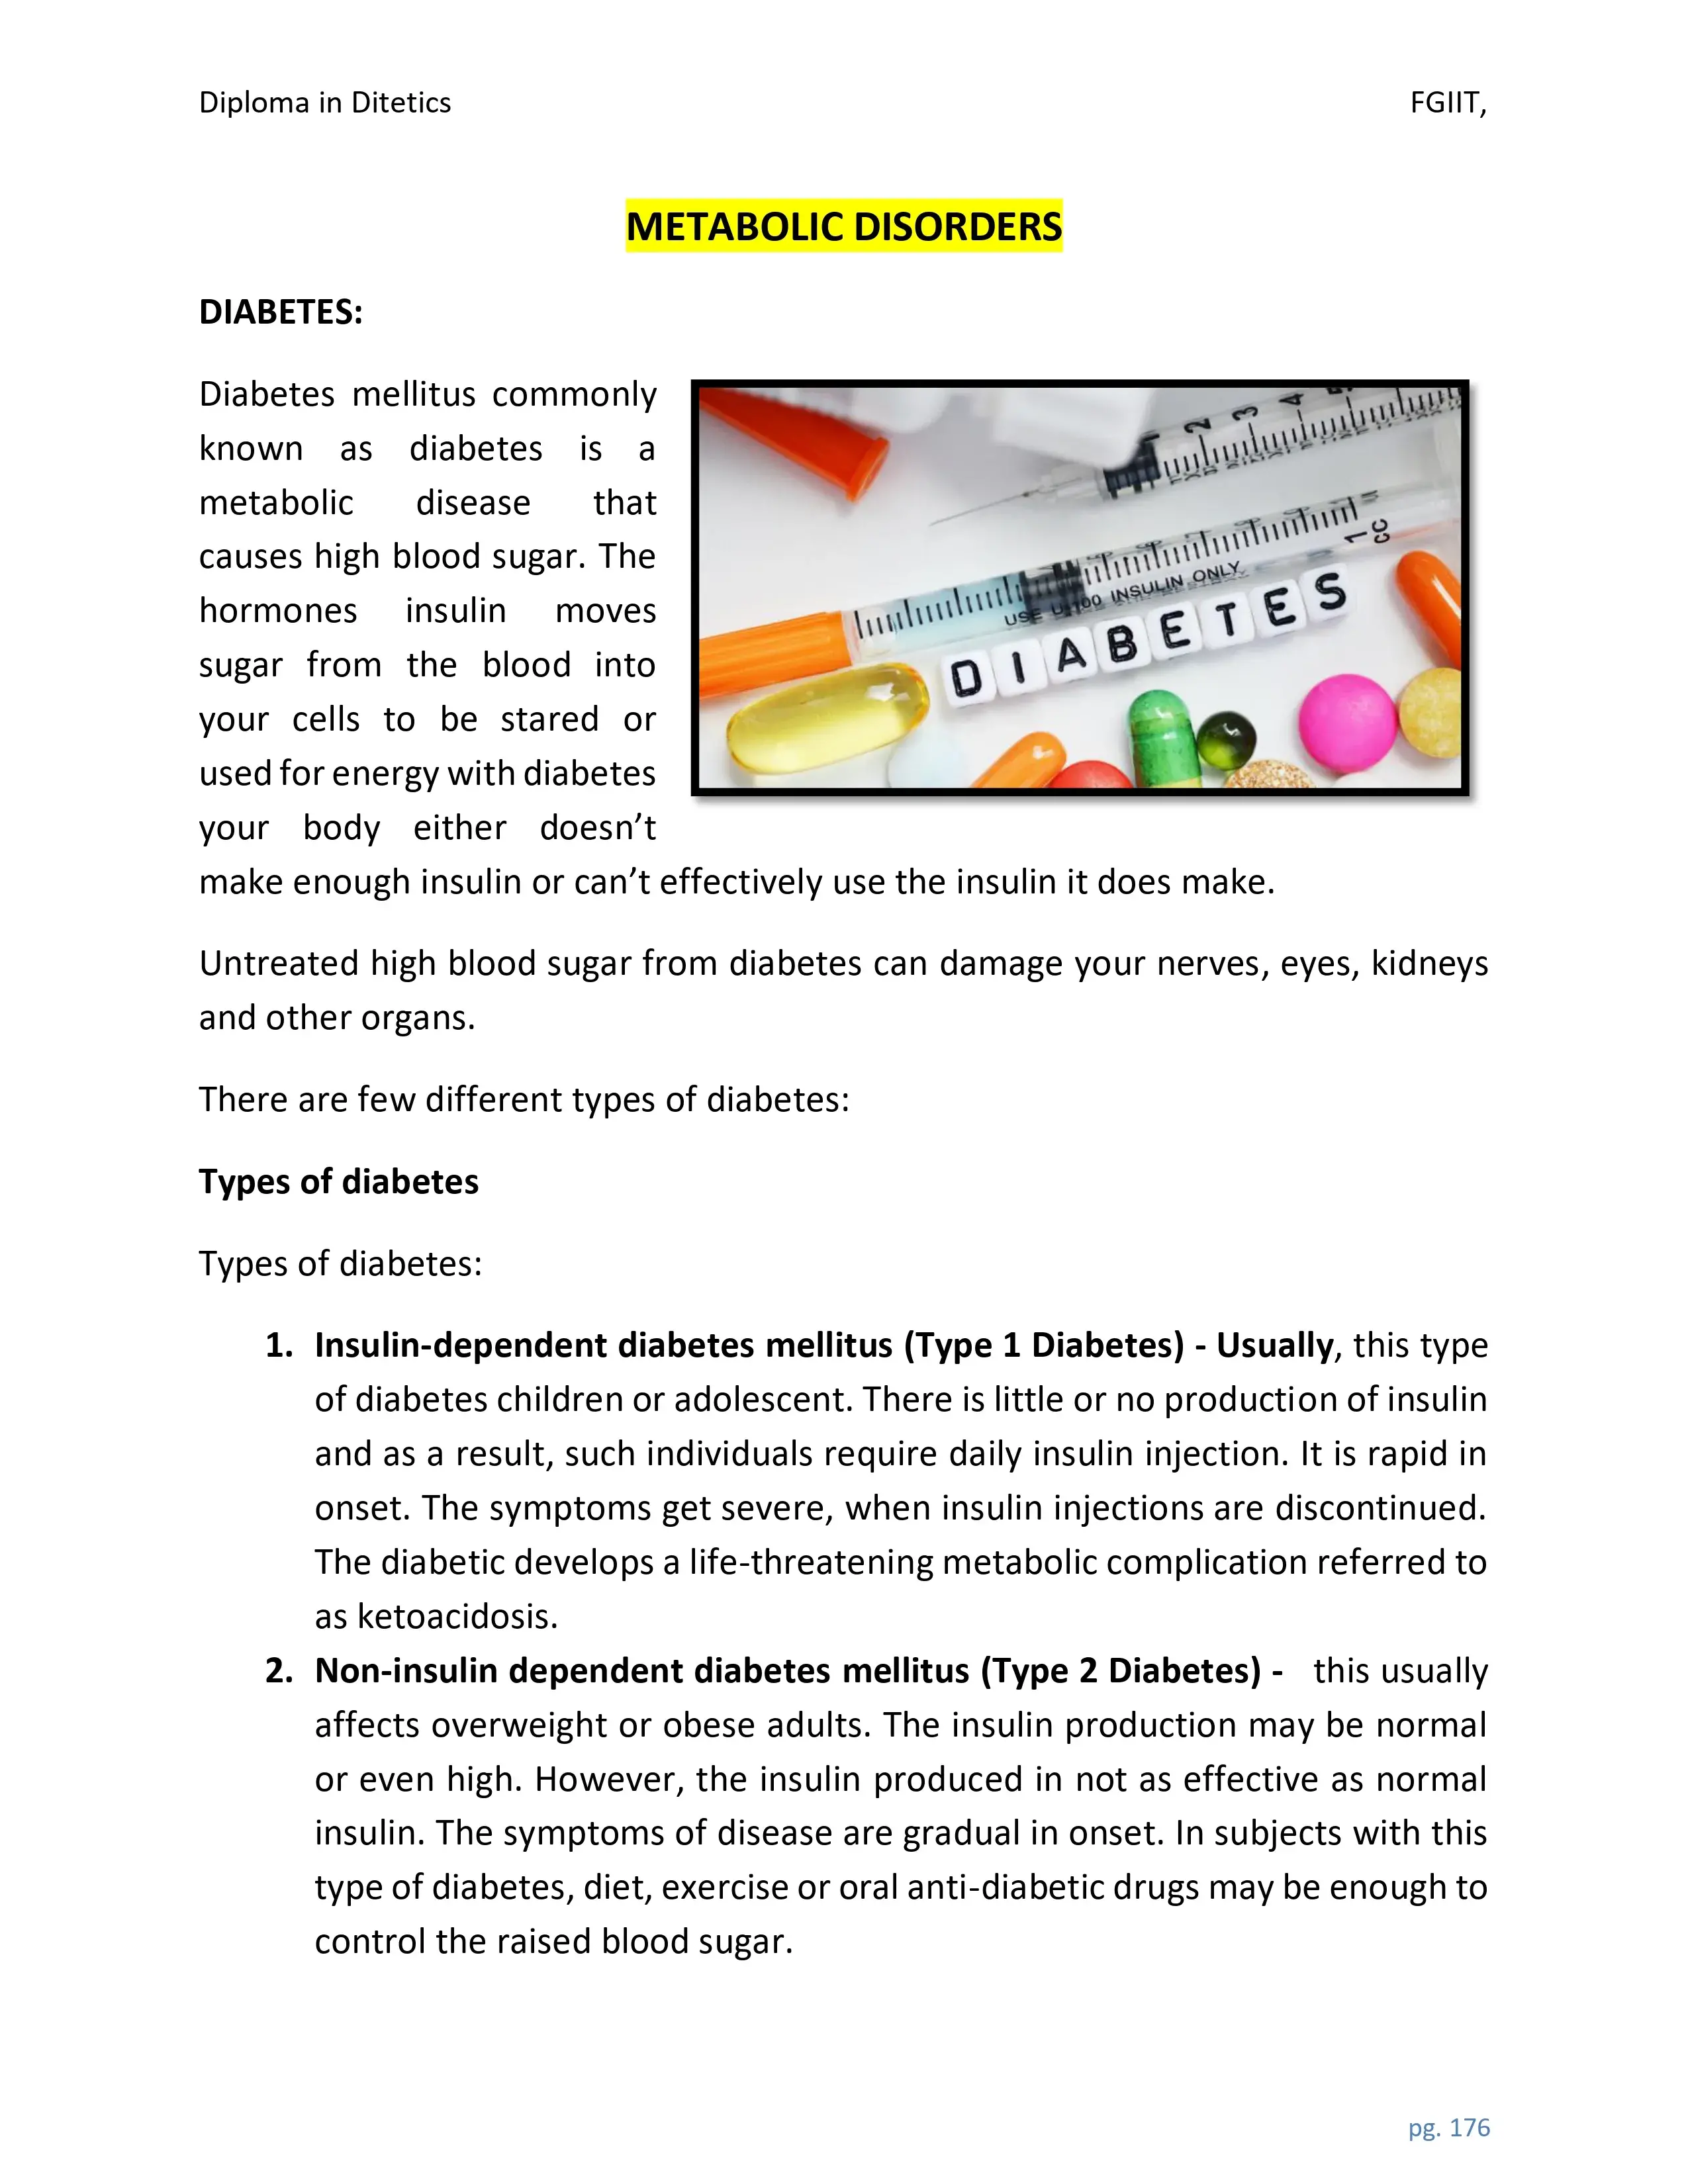 Diploma in Ditetics FGIIT,
METABOLIC DISORDERS
DIABETES:
Diabetes mellitus commonly
known as diabetes is a
metabolic disease that
causes high blood sugar. The
hormones insulin moves
sugar from the blood into
your cells to be stared or
used for energy with diabetes
your body either doesn’t
make enough insulin or can’t effectively use the insulin it does make.
1 2 3 4 5
1 CC
USE U-100 INSULIN ONLY
DIABETES
Untreated high blood sugar from diabetes can damage your nerves, eyes, kidneys
and other organs.
There are few different types of diabetes:
Types of diabetes
Types of diabetes:
1. Insulin-dependent diabetes mellitus (Type 1 Diabetes) - Usually, this type
of diabetes children or adolescent. There is little or no production of insulin
and as a result, such individuals require daily insulin injection. It is rapid in
onset. The symptoms get severe, when insulin injections are discontinued.
The diabetic develops a life-threatening metabolic complication referred to
as ketoacidosis.
2. Non-insulin dependent diabetes mellitus (Type 2 Diabetes) - this usually
affects overweight or obese adults. The insulin production may be normal
or even high. However, the insulin produced in not as effective as normal
insulin. The symptoms of disease are gradual in onset. In subjects with this
type of diabetes, diet, exercise or oral anti-diabetic drugs may be enough to
control the raised blood sugar.
pg. 176